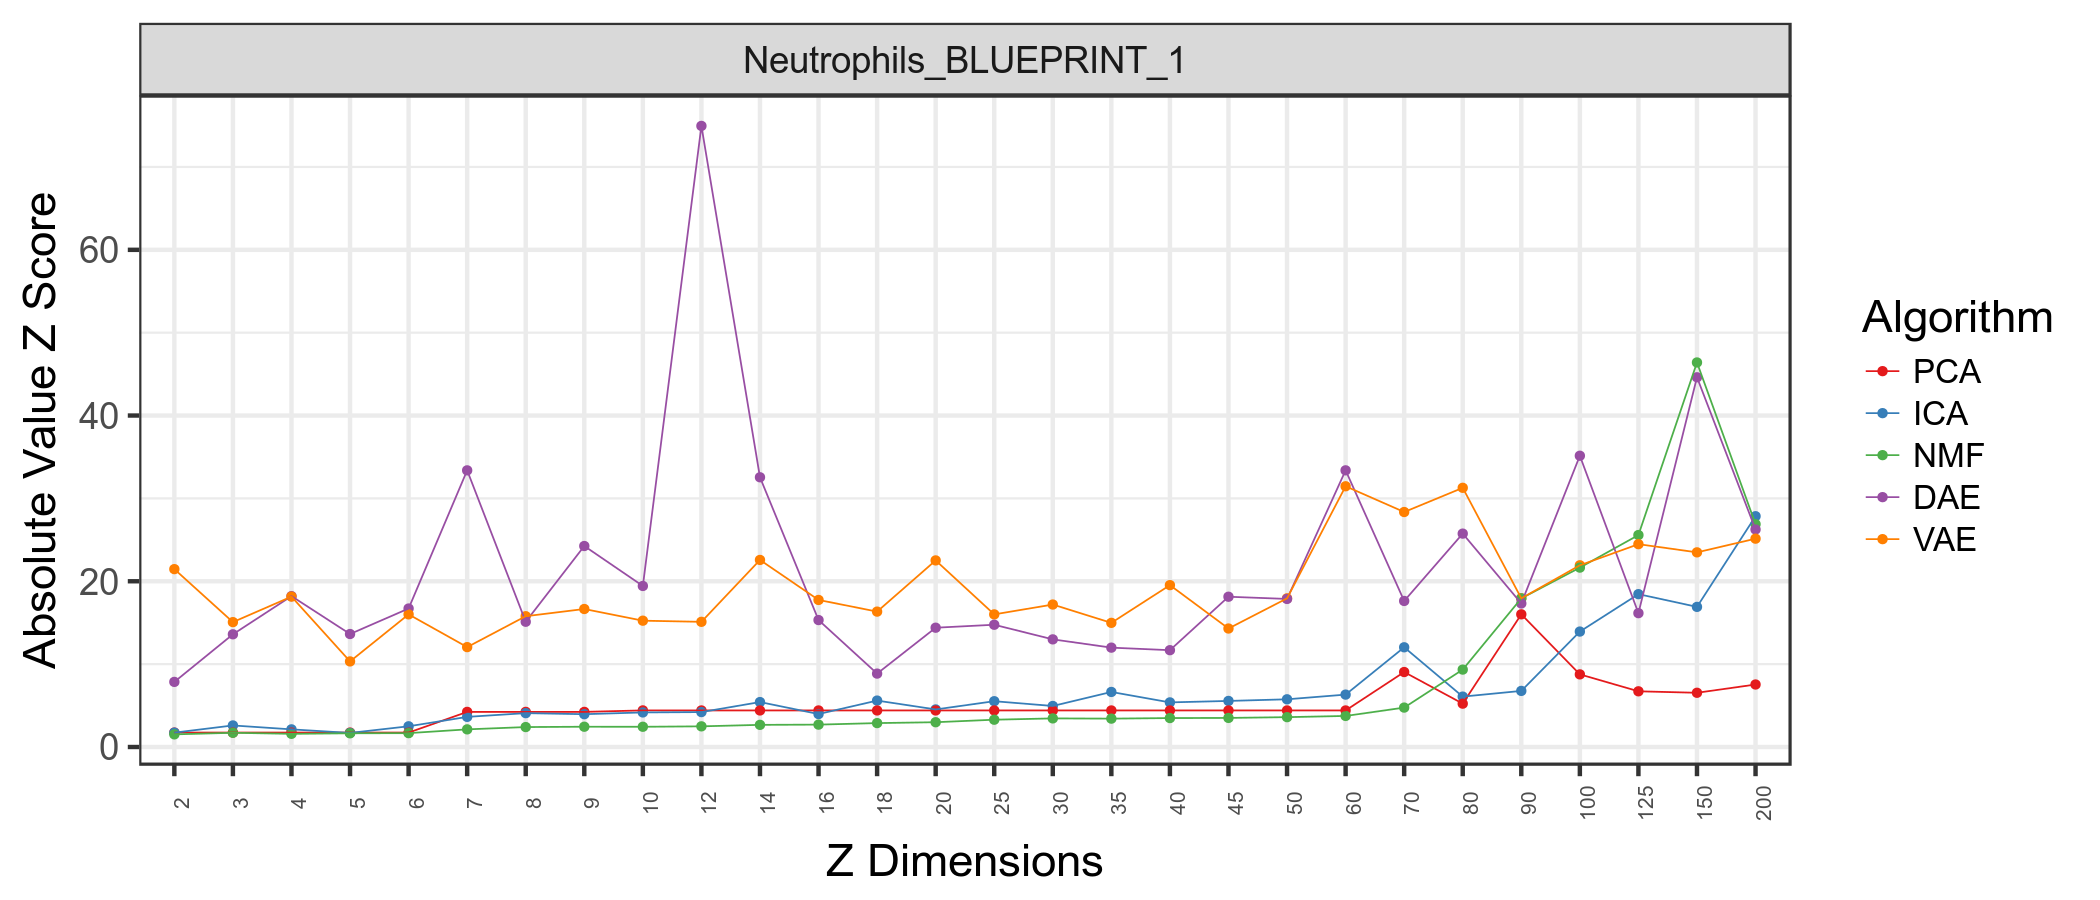 Neutrophils_BLUEPRINT_1
Absolute Value Z Score
60
40
20
0
2 3 4 5 6 7 8 9 10 12 14 16 18 20 25 30 35 40 45 50 60 70 80 90 100 125 150 200
Z Dimensions
Algorithm
PCA
ICA
NMF
DAE
VAE